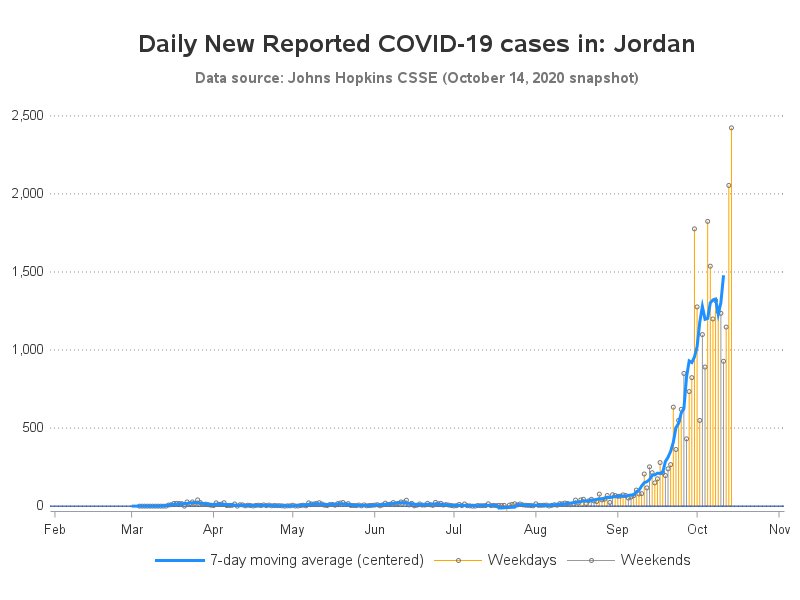 Daily New Reported COVID-19 cases in: Jordan
Data source: Johns Hopkins CSSE (October 14, 2020 snapshot)
2,500
2,000
1,500
1,000
500
0
Feb Mar Apr May Jun Jul Aug Sep Oct Nov
7-day moving average (centered) Weekdays Weekends